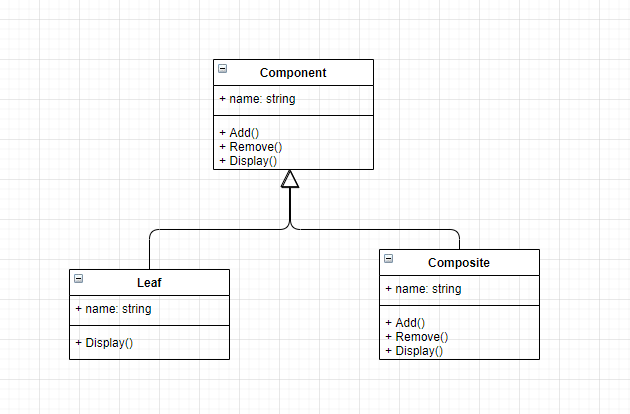 Component
+ name: string
+ Add()
+ Remove()
+ Display()
Leaf
+ name: string
+ Display()
Composite
+ name: string
+ Add()
+ Remove()
+ Display()